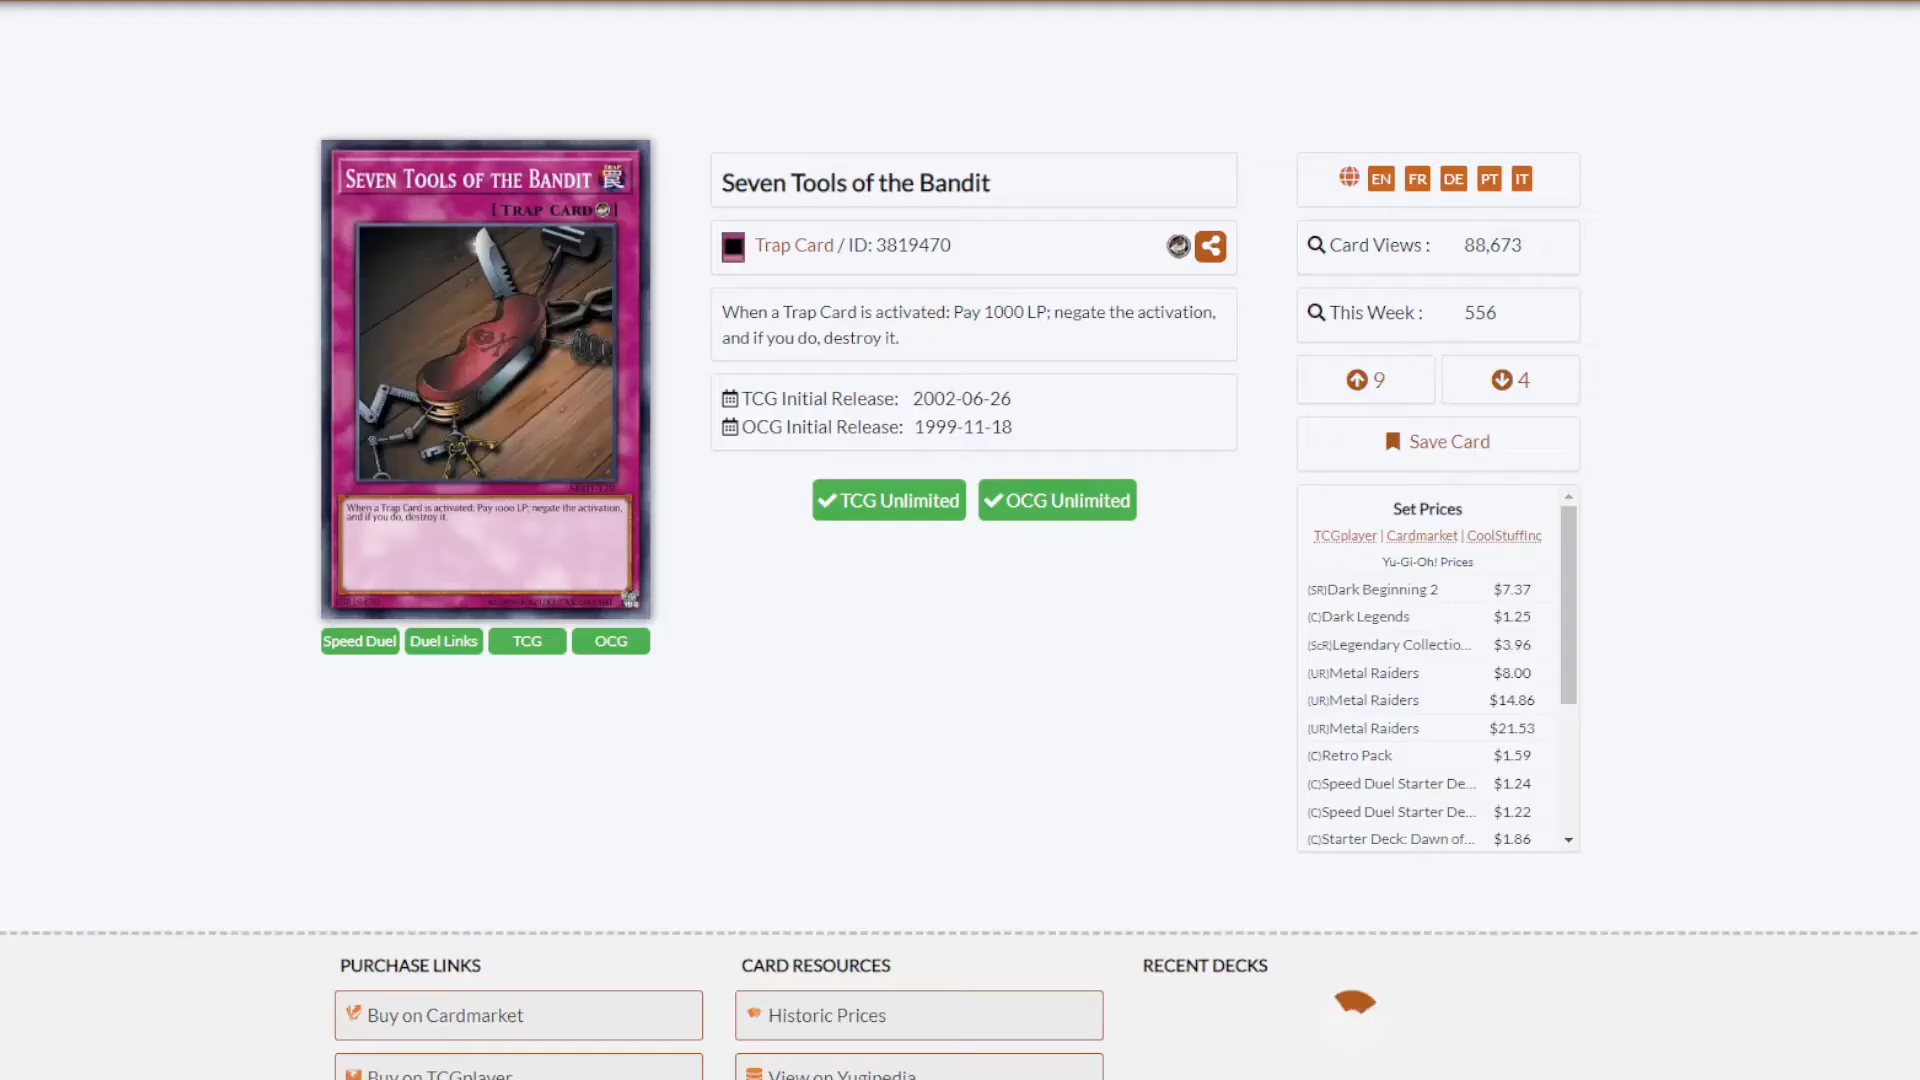 SEVEN TOOLS OF THE BANDIT
TRAP
罠
[ TRAP CARD ]
When a Trap Card is activated: Pay 1000 LP; negate the activation,
and if you do, destroy it.
Speed Duel
Duel Links
TCG
OCG
Seven Tools of the Bandit
Trap Card / ID: 3819470
When a Trap Card is activated: Pay 1000 LP; negate the activation,
and if you do, destroy it.
TCG Initial Release: 2002-06-26
OCG Initial Release: 1999-11-18
TCG Unlimited
OCG Unlimited
EN FR DE PT IT
Card Views : 88,673
This Week : 556
9
4
Save Card
Set Prices
TCGplayer | Cardmarket | CoolStuffInc
Yu-Gi-Oh! Prices
(SR)Dark Beginning 2 $7.37
(C)Dark Legends $1.25
(ScR)Legendary Collectio... $3.96
(UR)Metal Raiders $8.00
(UR)Metal Raiders $14.86
(UR)Metal Raiders $21.53
(C)Retro Pack $1.59
(C)Speed Duel Starter De... $1.24
(C)Speed Duel Starter De... $1.22
(C)Starter Deck: Dawn of... $1.86
PURCHASE LINKS
Buy on Cardmarket
Buy on TCGplayer
CARD RESOURCES
Historic Prices
View on Yugipedia
RECENT DECKS